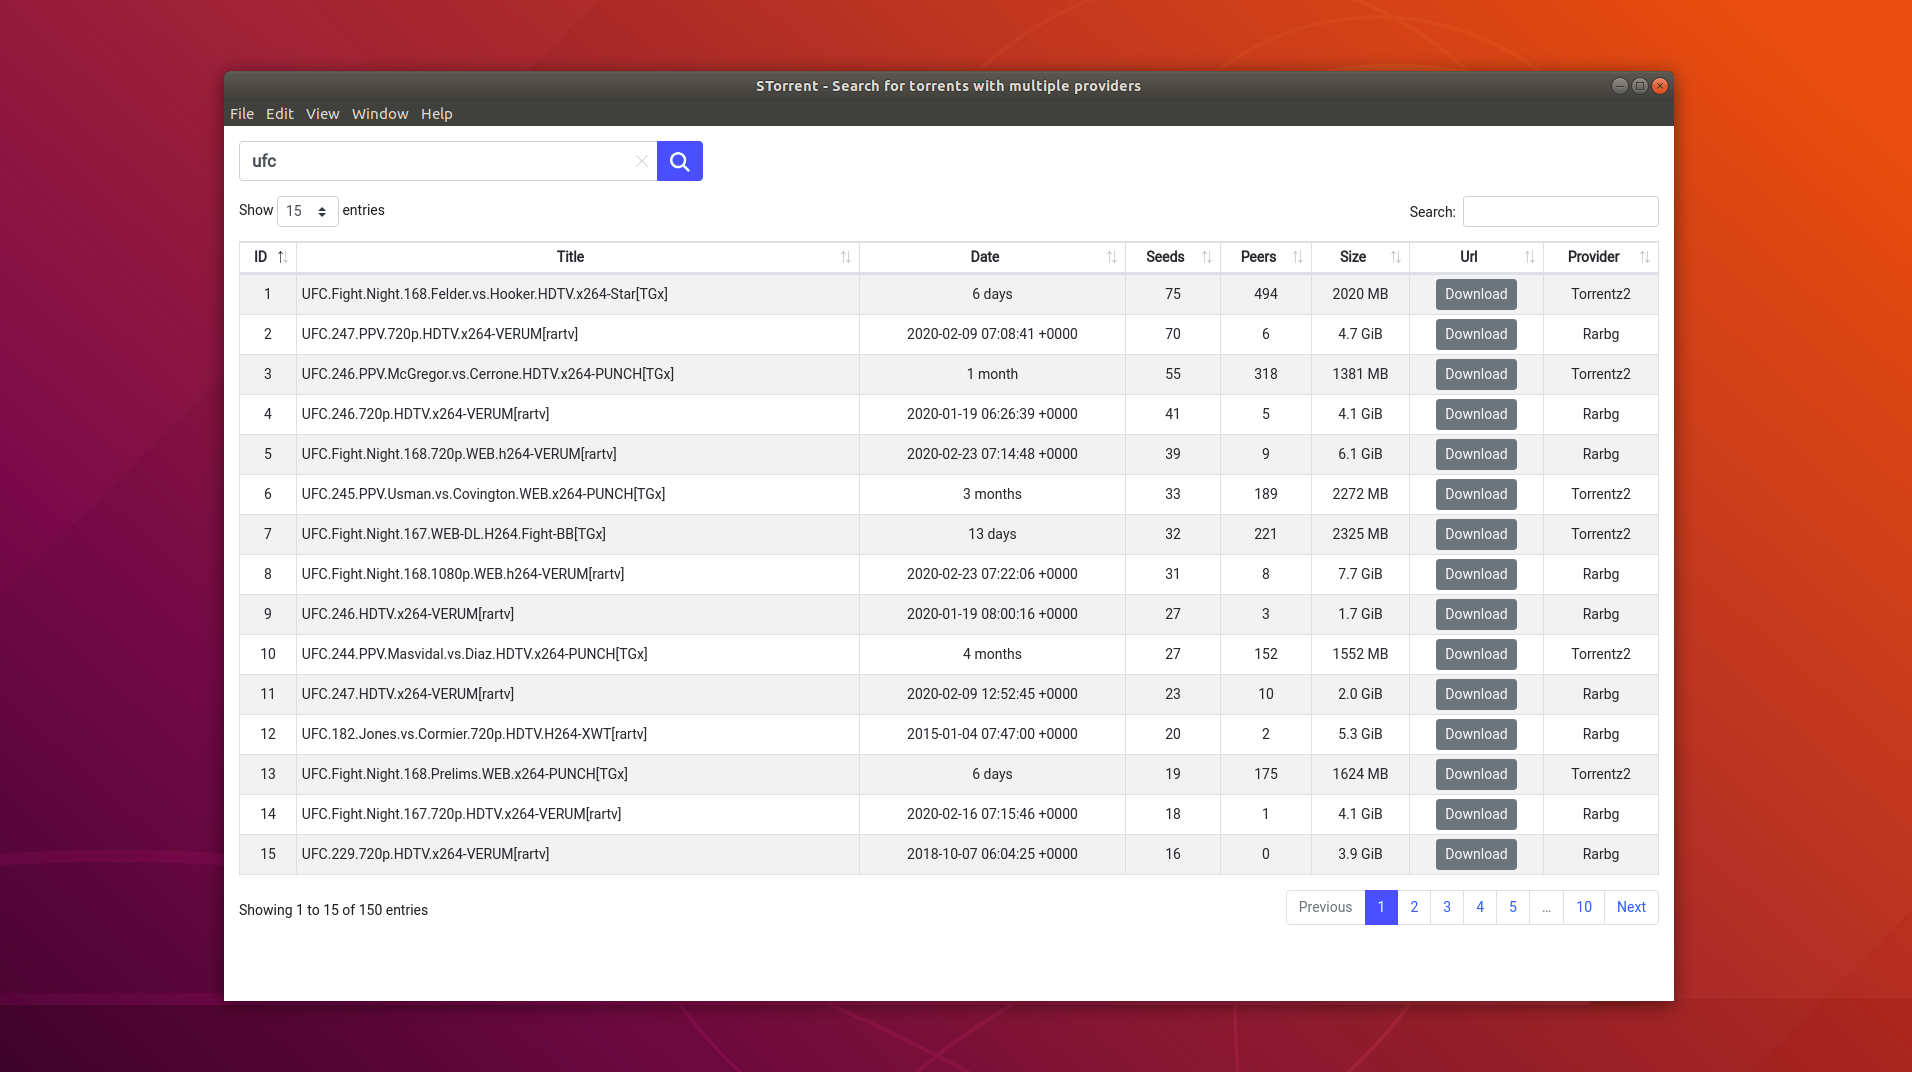 STorrent - Search for torrents with multiple providers
File Edit View Window Help
ufc
Show 15 entries
Search:
ID Title Date Seeds Peers Size Url Provider
1 UFC.Fight.Night.168.Felder.vs.Hooker.HDTV.x264-Star[TGx] 6 days 75 494 2020 MB Download Torrentz2
2 UFC.247.PPV.720p.HDTV.x264-VERUM[rartv] 2020-02-09 07:08:41 +0000 70 6 4.7 GiB Download Rarbg
3 UFC.246.PPV.McGregor.vs.Cerrone.HDTV.x264-PUNCH[TGx] 1 month 55 318 1381 MB Download Torrentz2
4 UFC.246.720p.HDTV.x264-VERUM[rartv] 2020-01-19 06:26:39 +0000 41 5 4.1 GiB Download Rarbg
5 UFC.Fight.Night.168.720p.WEB.h264-VERUM[rartv] 2020-02-23 07:14:48 +0000 39 9 6.1 GiB Download Rarbg
6 UFC.245.PPV.Usman.vs.Covington.WEB.x264-PUNCH[TGx] 3 months 33 189 2272 MB Download Torrentz2
7 UFC.Fight.Night.167.WEB-DL.H264.Fight-BB[TGx] 13 days 32 221 2325 MB Download Torrentz2
8 UFC.Fight.Night.168.1080p.WEB.h264-VERUM[rartv] 2020-02-23 07:22:06 +0000 31 8 7.7 GiB Download Rarbg
9 UFC.246.HDTV.x264-VERUM[rartv] 2020-01-19 08:00:16 +0000 27 3 1.7 GiB Download Rarbg
10 UFC.244.PPV.Masvidal.vs.Diaz.HDTV.x264-PUNCH[TGx] 4 months 27 152 1552 MB Download Torrentz2
11 UFC.247.HDTV.x264-VERUM[rartv] 2020-02-09 12:52:45 +0000 23 10 2.0 GiB Download Rarbg
12 UFC.182.Jones.vs.Cormier.720p.HDTV.H264-XWT[rartv] 2015-01-04 07:47:00 +0000 20 2 5.3 GiB Download Rarbg
13 UFC.Fight.Night.168.Prelims.WEB.x264-PUNCH[TGx] 6 days 19 175 1624 MB Download Torrentz2
14 UFC.Fight.Night.167.720p.HDTV.x264-VERUM[rartv] 2020-02-16 07:15:46 +0000 18 1 4.1 GiB Download Rarbg
15 UFC.229.720p.HDTV.x264-VERUM[rartv] 2018-10-07 06:04:25 +0000 16 0 3.9 GiB Download Rarbg
Showing 1 to 15 of 150 entries
Previous 1 2 3 4 5 … 10 Next